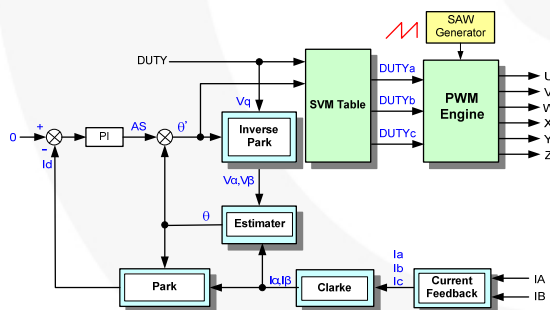 SAW
Generator
DUTY
DUTYa
U
V
Vq
SVM Table
DUTYb
PWM
Engine
W
X
0
+
-
PI
AS
θ'
Inverse
Park
DUTYc
Y
Z
Id
Vα,Vβ
θ
Estimater
Ia
Ib
Ic
Park
Iα,Iβ
Clarke
Current
Feedback
IA
IB